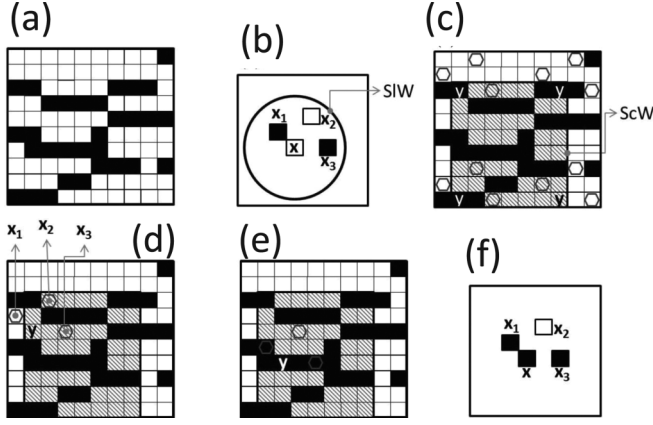 (a)
(b)
(c)
SlW
x₁
x₂
x
x₃
y y
ScW
y y
x₁ x₂ x₃
(d)
(e)
(f)
y
y
x₁
x₂
x
x₃